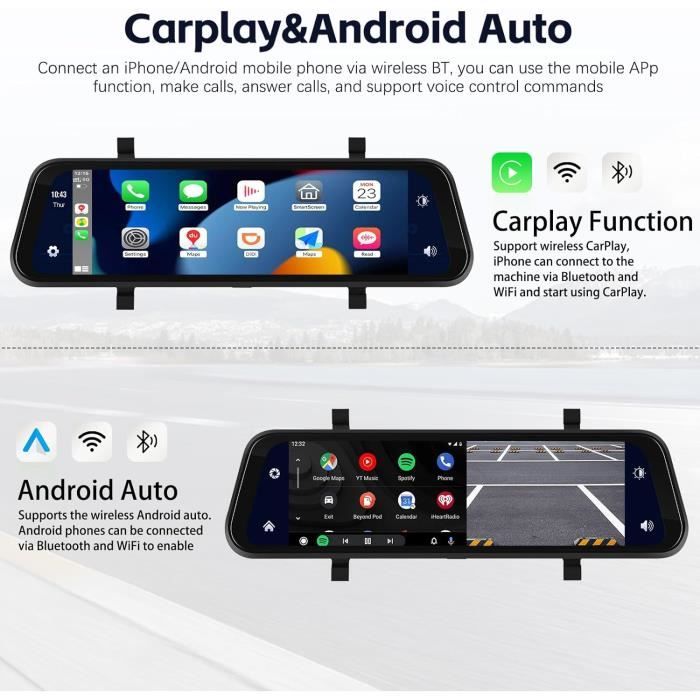 Carplay&Android Auto
Connect an iPhone/Android mobile phone via wireless BT, you can use the mobile APp
function, make calls, answer calls, and support voice control commands
10:43
Thur
12:16
Phone
Messages
Now Playing
SmartScreen
MON
23
Calendar
Settings
Maps
DiDi
Maps
Read
Carplay Function
Support wireless CarPlay,
iPhone can connect to the
machine via Bluetooth and
WiFi and start using CarPlay.
Android Auto
Supports the wireless Android auto.
Android phones can be connected
via Bluetooth and WiFi to enable
12:32
Google Maps
YT Music
Spotify
Phone
Exit
Beyond Pod
31
Calendar
iHeartRadio